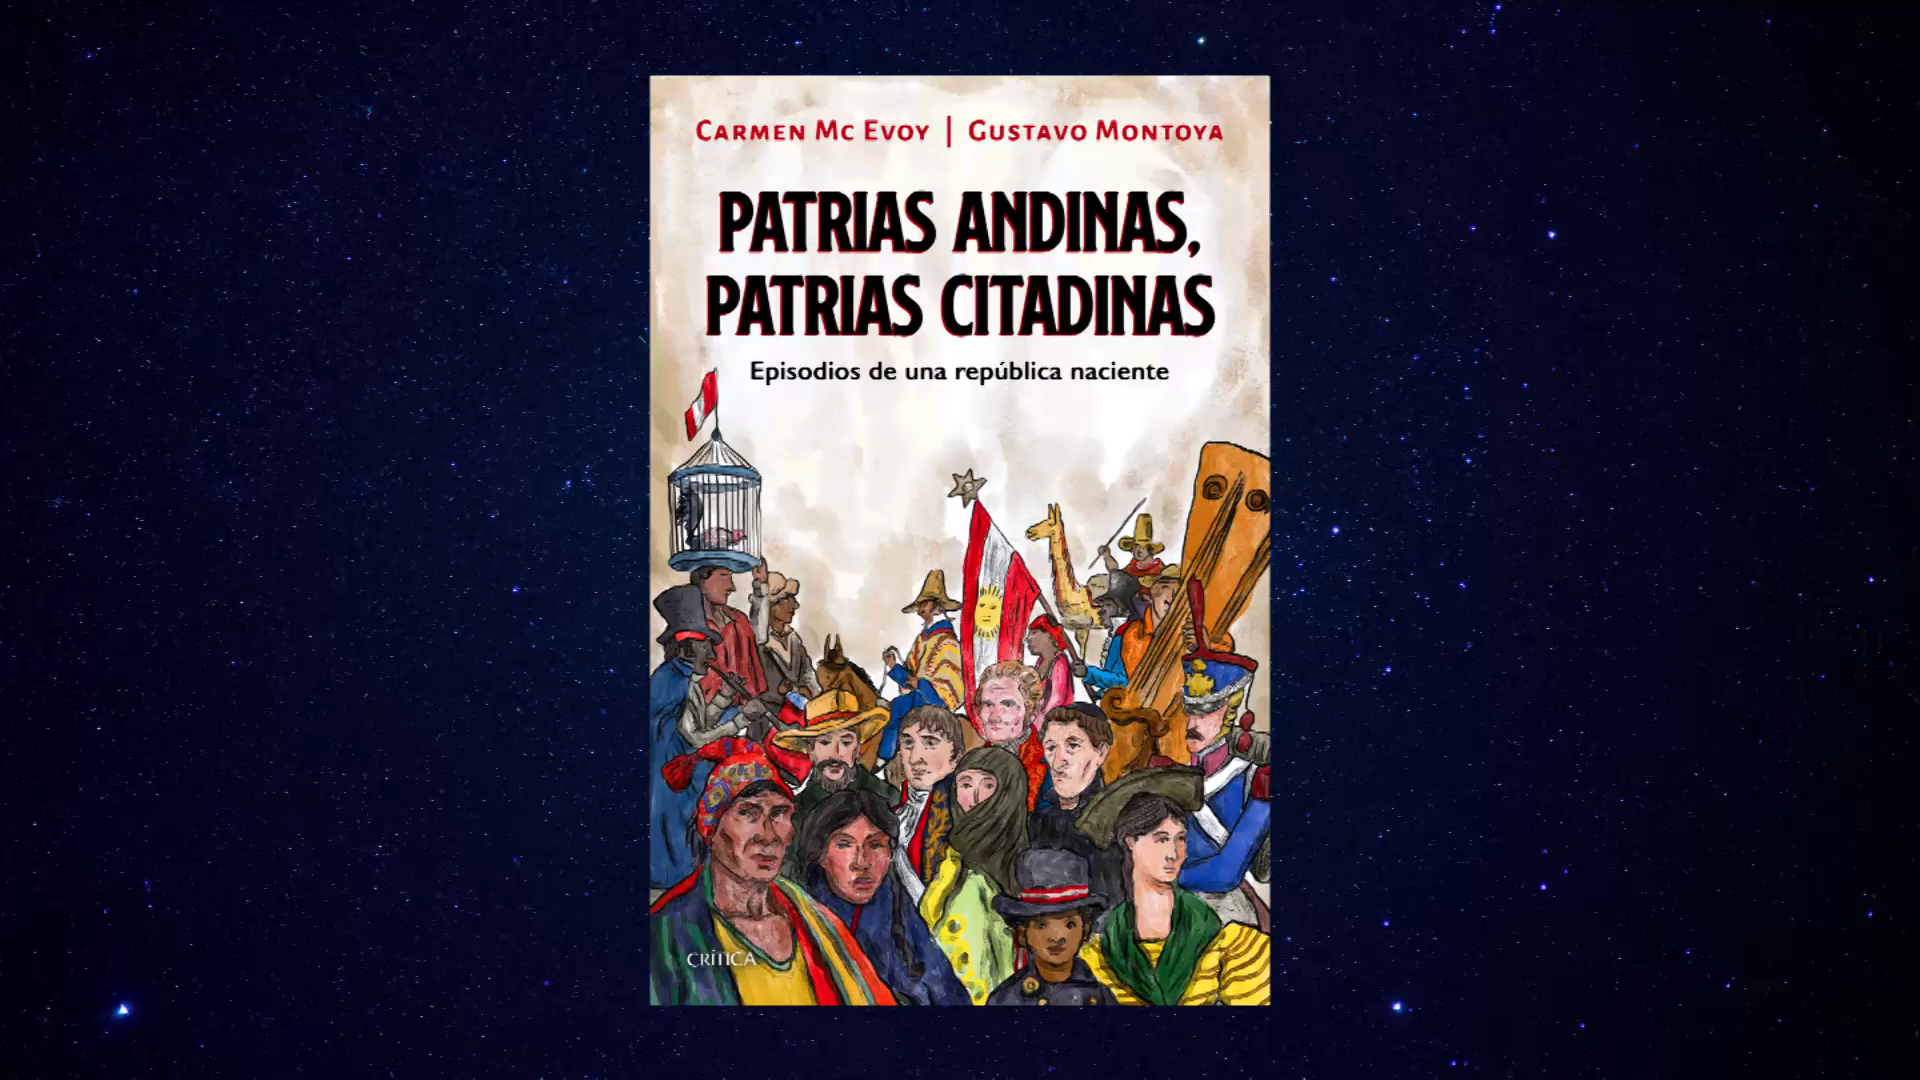 CARMEN MC EVOY | GUSTAVO MONTOYA
PATRIAS ANDINAS,
PATRIAS CITADINAS
Episodios de una república naciente
CRÍTICA